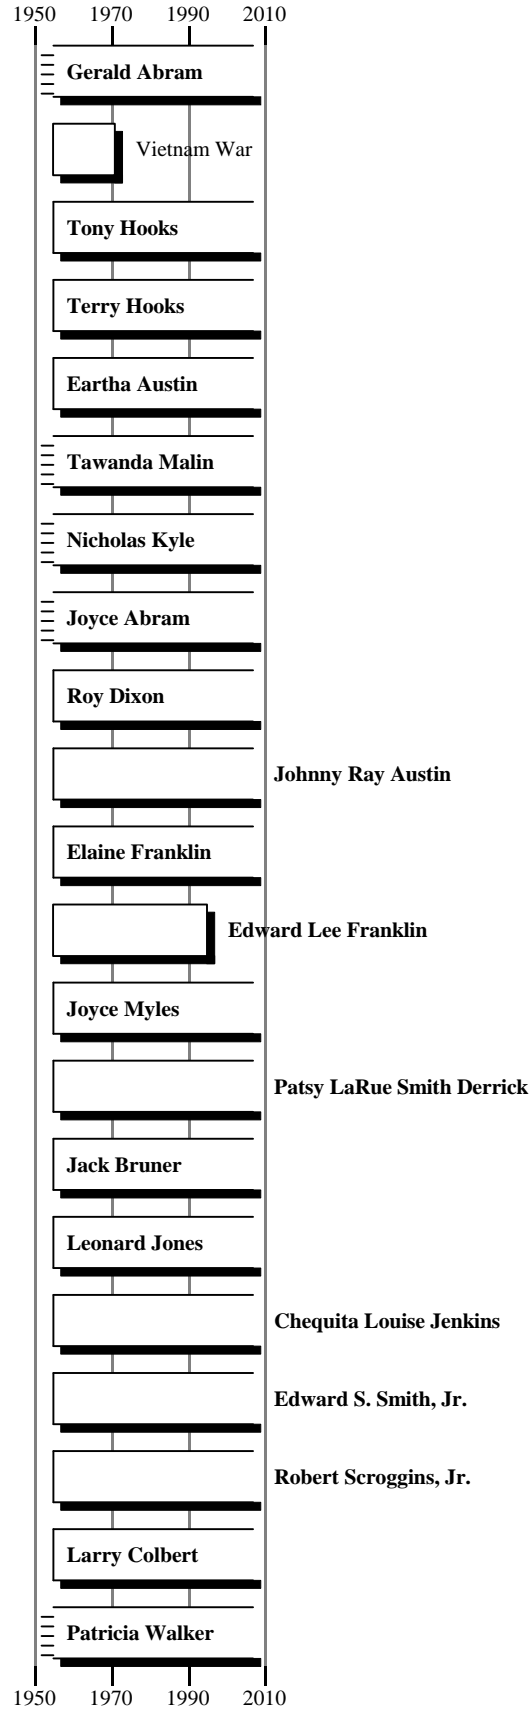 1950 1970 1990 2010
Gerald Abram
Vietnam War
Tony Hooks
Terry Hooks
Eartha Austin
Tawanda Malin
Nicholas Kyle
Joyce Abram
Roy Dixon
Johnny Ray Austin
Elaine Franklin
Edward Lee Franklin
Joyce Myles
Patsy LaRue Smith Derrick
Jack Bruner
Leonard Jones
Chequita Louise Jenkins
Edward S. Smith, Jr.
Robert Scroggins, Jr.
Larry Colbert
Patricia Walker
1950 1970 1990 2010